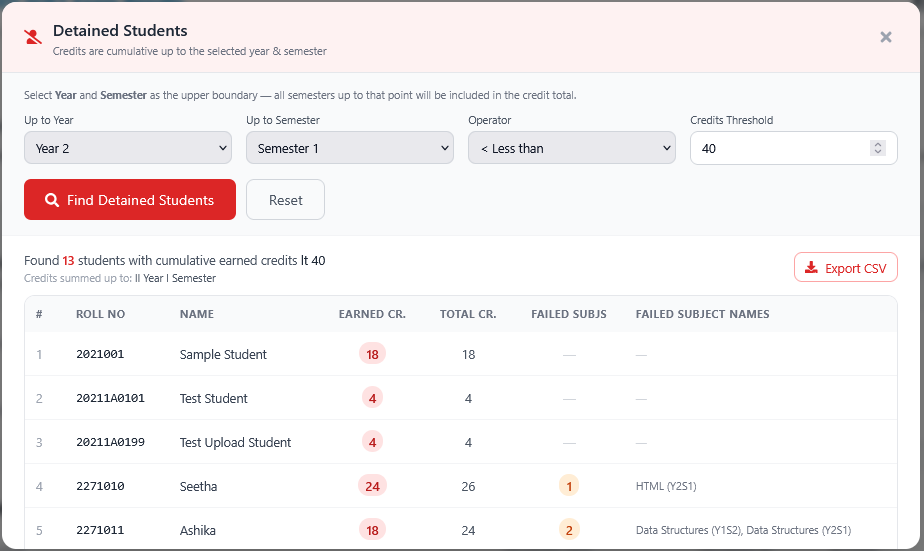 Detained Students
Credits are cumulative up to the selected year & semester
Select Year and Semester as the upper boundary — all semesters up to that point will be included in the credit total.
Up to Year Up to Semester Operator Credits Threshold
Year 2 Semester 1 < Less than 40
Find Detained Students Reset
Found 13 students with cumulative earned credits lt 40
Credits summed up to: II Year I Semester
Export CSV
# ROLL NO NAME EARNED CR. TOTAL CR. FAILED SUBJS FAILED SUBJECT NAMES
1 2021001 Sample Student 18 18 — —
2 20211A0101 Test Student 4 4 — —
3 20211A0199 Test Upload Student 4 4 — —
4 2271010 Seetha 24 26 1 HTML (Y2S1)
5 2271011 Ashika 18 24 2 Data Structures (Y1S2), Data Structures (Y2S1)